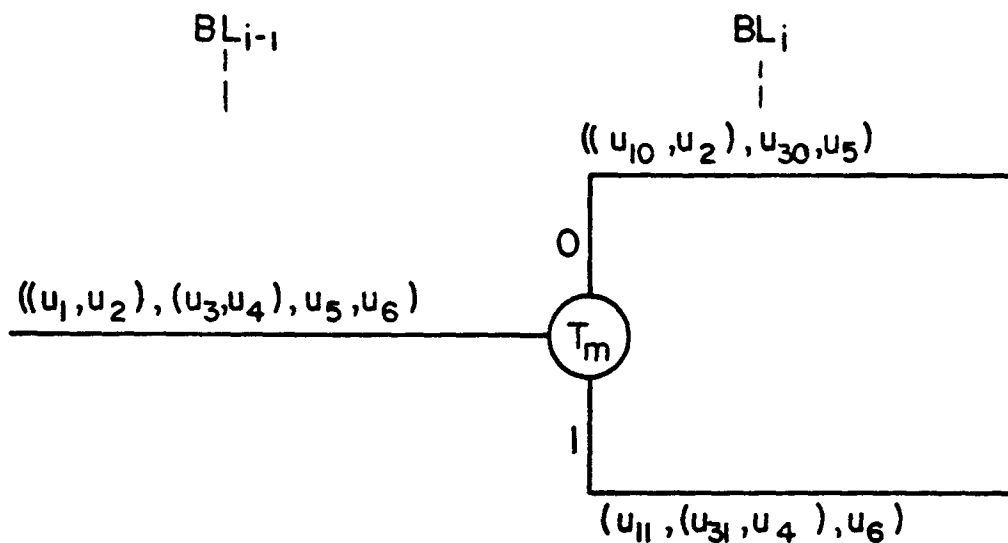 BLᵢ₋₁ BLᵢ
((u₁₀,u₂),u₃₀,u₅)
0
((u₁,u₂),(u₃,u₄),u₅,u₆)
Tₘ
1
(u₁₁,(u₃₁,u₄),u₆)